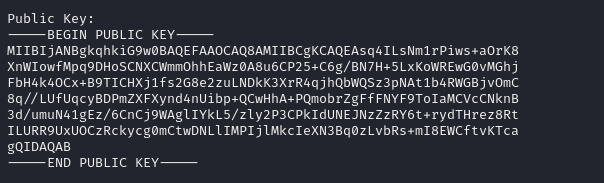 Public Key:
-----BEGIN PUBLIC KEY-----
MIIBIjANBgkqhkiG9w0BAQEFAAOCAQ8AMIIBCgKCAQEAsq4ILsNm1rPiws+aOrK8
XnWIowfMpq9DHoSCNXCWmmOhhEaWz0A8u6CP25+C6g/BN7H+5LxKoWREwG0vMGhj
FbH4k4OCx+B9TICHXj1fs2G8e2zuLNDkK3XrR4qjhQbWQSz3pNAt1b4RWGBjvOmC
8q//LUfUqcyBDPmZXFXynd4nUibp+QCwHhA+PQmobrZgFfFNYF9ToIaMCVcCNknB
3d/umuN41gEz/6CnCj9WAglIYkL5/zly2P3CPkIdUNEJNzZzRY6t+rydTHrez8Rt
ILURR9UxUOCzRckycg0mCtwDNLlIMPIjlMkcIeXN3Bq0zLvbRs+mI8EWCftvKTca
gQIDAQAB
-----END PUBLIC KEY-----